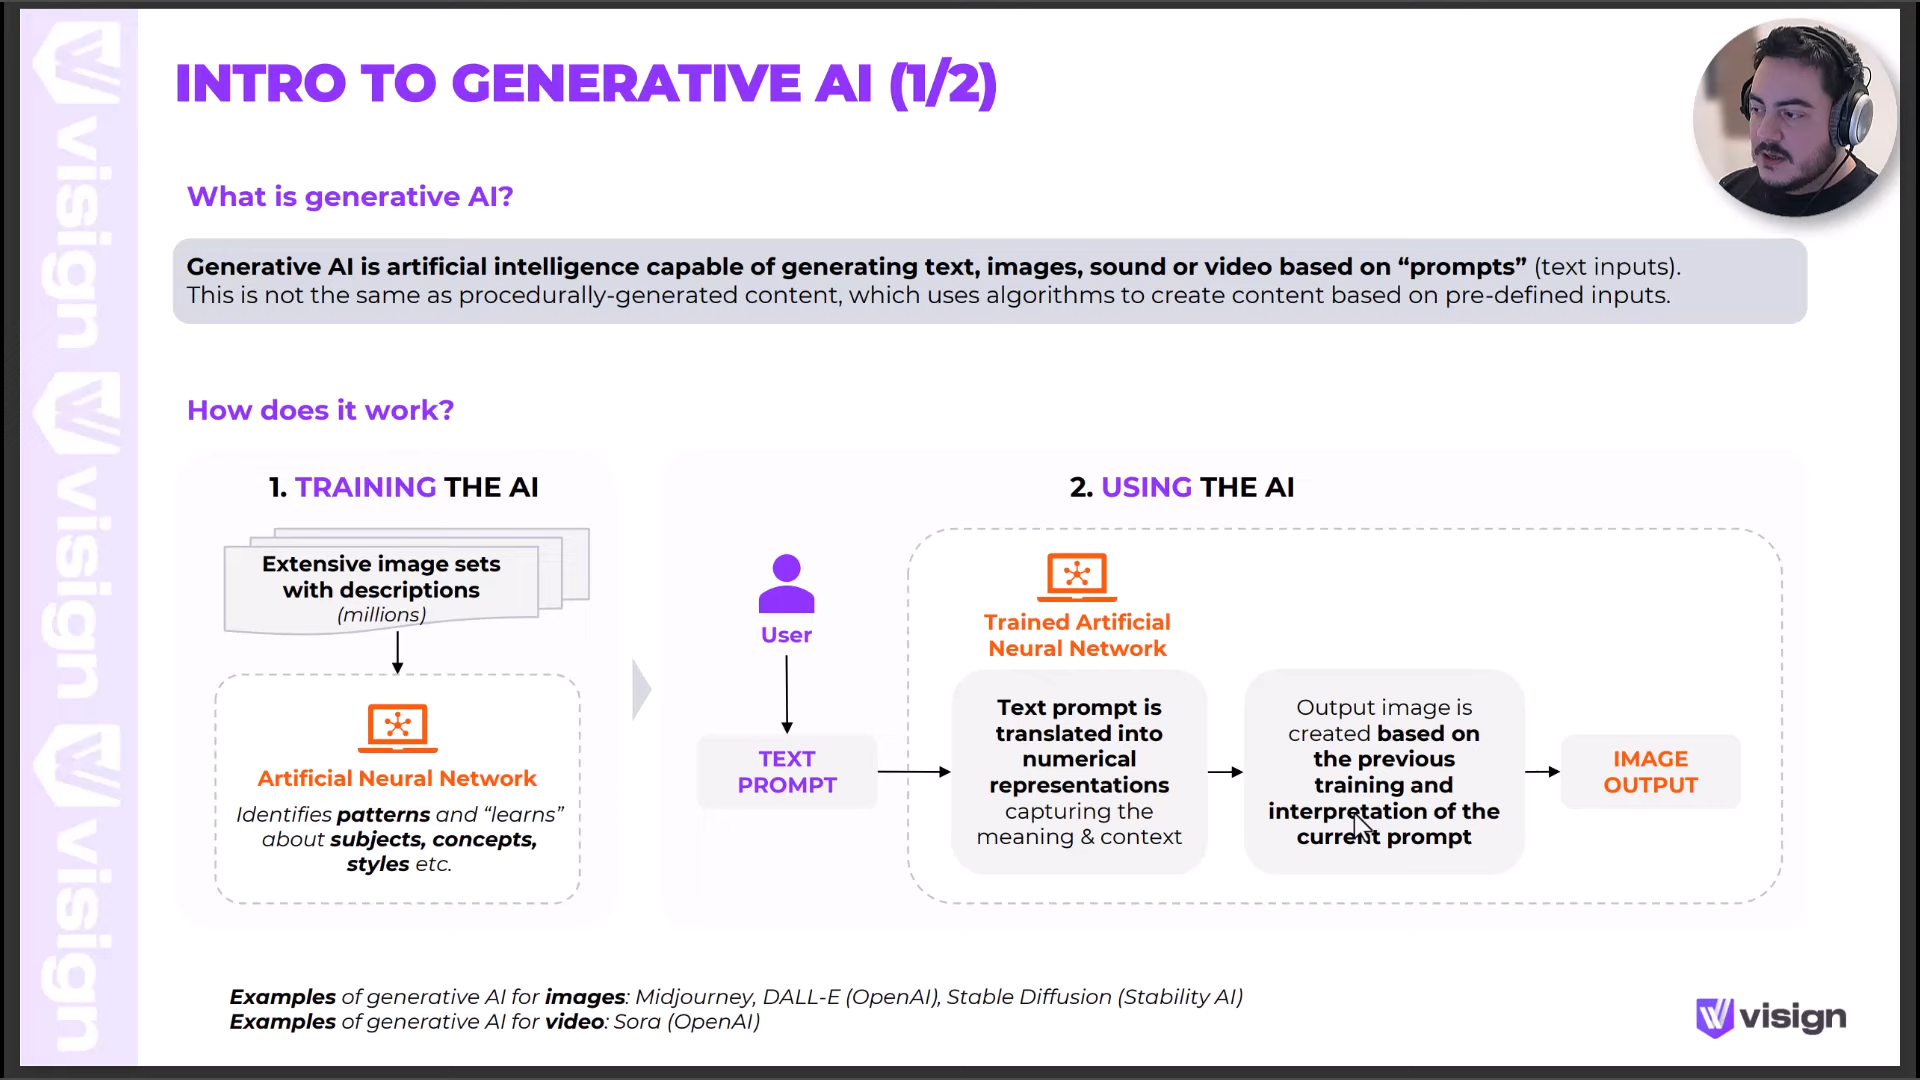 INTRO TO GENERATIVE AI (1/2)
What is generative AI?
Generative AI is artificial intelligence capable of generating text, images, sound or video based on “prompts” (text inputs).
This is not the same as procedurally-generated content, which uses algorithms to create content based on pre-defined inputs.
How does it work?
1. TRAINING THE AI
Extensive image sets
with descriptions
(millions)
Artificial Neural Network
Identifies patterns and “learns”
about subjects, concepts,
styles etc.
2. USING THE AI
User
TEXT
PROMPT
Trained Artificial
Neural Network
Text prompt is
translated into
numerical
representations
capturing the
meaning & context
Output image is
created based on
the previous
training and
interpretation of the
current prompt
IMAGE
OUTPUT
Examples of generative AI for images: Midjourney, DALL-E (OpenAI), Stable Diffusion (Stability AI)
Examples of generative AI for video: Sora (OpenAI)
visign
visign
visign
visign